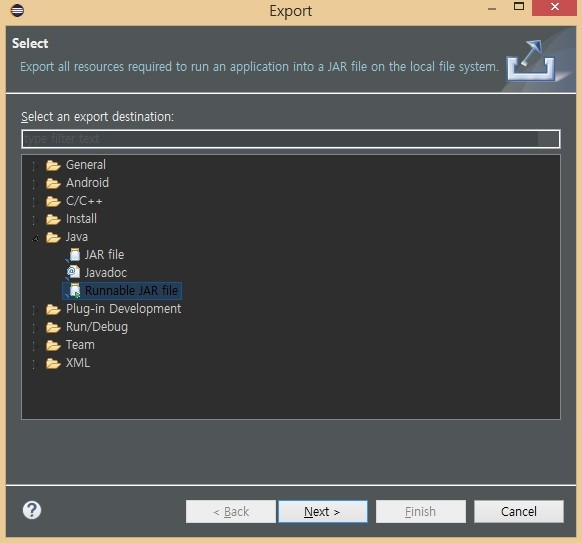 Export
Select
Export all resources required to run an application into a JAR file on the local file system.
Select an export destination:
type filter text
General
Android
C/C++
Install
Java
JAR file
Javadoc
Runnable JAR file
Plug-in Development
Run/Debug
Team
XML
?
< Back
Next >
Finish
Cancel